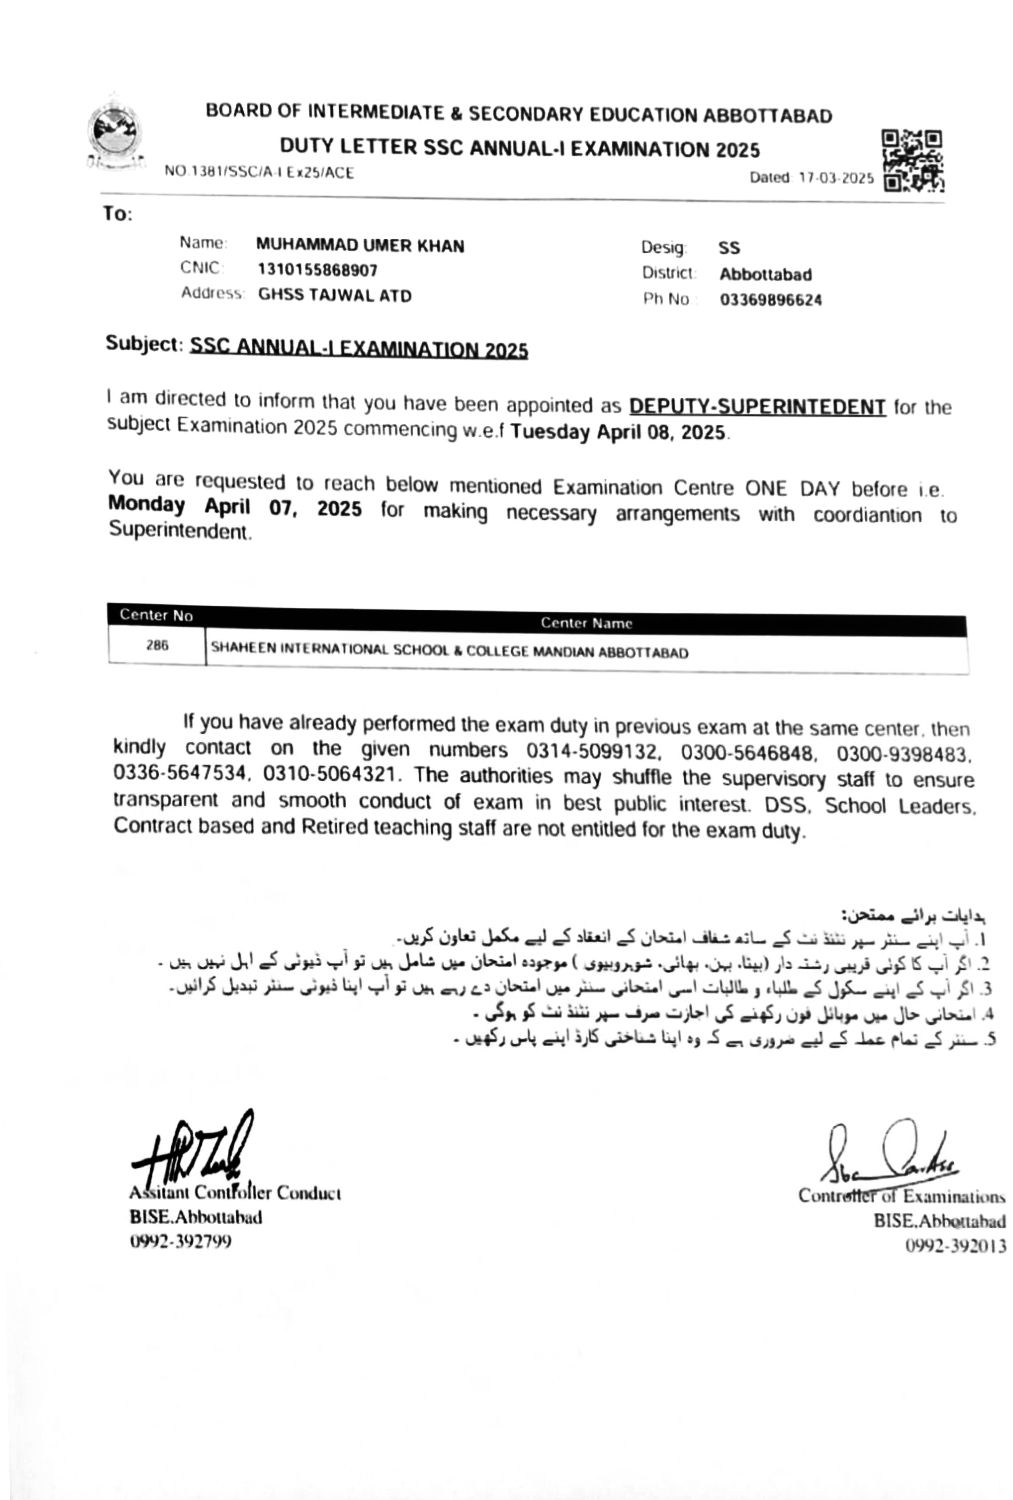 BOARD OF INTERMEDIATE & SECONDARY EDUCATION ABBOTTABAD
DUTY LETTER SSC ANNUAL-I EXAMINATION 2025
NO.1381/SSC/A-I Ex25/ACE
Dated: 17-03-2025
To:
Name: MUHAMMAD UMER KHAN
Desig: SS
CNIC: 1310155868907
District: Abbottabad
Address: GHSS TAJWAL ATD
Ph No : 03369896624
Subject: SSC ANNUAL-I EXAMINATION 2025
I am directed to inform that you have been appointed as DEPUTY-SUPERINTEDENT for the
subject Examination 2025 commencing w.e.f Tuesday April 08, 2025.
You are requested to reach below mentioned Examination Centre ONE DAY before i.e.
Monday April 07, 2025 for making necessary arrangements with coordiantion to
Superintendent.
Center No Center Name
286 SHAHEEN INTERNATIONAL SCHOOL & COLLEGE MANDIAN ABBOTTABAD
If you have already performed the exam duty in previous exam at the same center, then
kindly contact on the given numbers 0314-5099132, 0300-5646848, 0300-9398483,
0336-5647534, 0310-5064321. The authorities may shuffle the supervisory staff to ensure
transparent and smooth conduct of exam in best public interest. DSS, School Leaders,
Contract based and Retired teaching staff are not entitled for the exam duty.
ہدایات برائے ممتحن:
1. آپ اپنے سنٹر سپر نٹنڈ نٹ کے ساتھ شفاف امتحان کے انعقاد کے لیے مکمل تعاون کریں۔
2. اگر آپ کا کوئی قریبی رشتہ دار (بیٹا، بہن، بھائی، شوہروبیوی ) موجودہ امتحان میں شامل ہیں تو آپ ڈیوٹی کے اہل نہیں ہیں ۔
3. اگر آپ کے اپنے سکول کے طلباء و طالبات اسی امتحانی سنٹر میں امتحان دے رہے ہیں تو آپ اپنا ڈیوٹی سنٹر تبدیل کرائیں۔
4. امتحانی حال میں موبائل فون رکھنے کی اجازت صرف سپر نٹنڈ نٹ کو ہوگی ۔
5. سنٹر کے تمام عملہ کے لیے ضروری ہے کہ وہ اپنا شناختی کارڈ اپنے پاس رکھیں ۔
Assitant Controller Conduct
BISE.Abbottabad
0992-392799
Controller of Examinations
BISE.Abbottabad
0992-392013